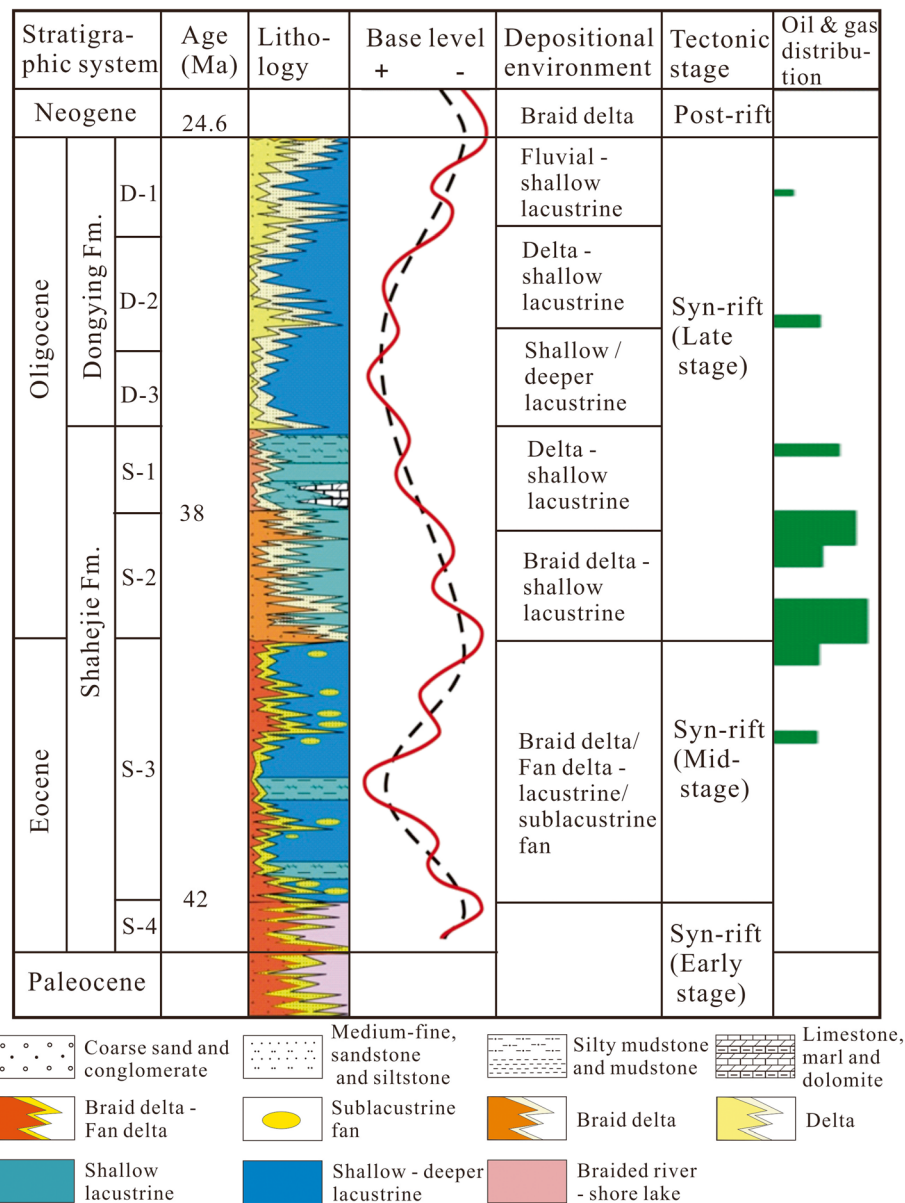 Stratigra-
phic system
Age
(Ma)
Litho-
logy
Base level
+ -
Depositional
environment
Tectonic
stage
Oil & gas
distribu-
tion
Neogene
24.6
Braid delta
Post-rift
Oligocene
Dongying Fm.
D-1
Fluvial -
shallow
lacustrine
D-2
Delta -
shallow
lacustrine
D-3
Shallow /
deeper
lacustrine
Syn-rift
(Late
stage)
Shahejie Fm.
S-1
38
Delta -
shallow
lacustrine
S-2
Braid delta -
shallow
lacustrine
Eocene
S-3
42
Braid delta/
Fan delta -
lacustrine/
sublacustrine
fan
Syn-rift
(Mid-
stage)
S-4
Syn-rift
(Early
stage)
Paleocene
Coarse sand and
conglomerate
Medium-fine,
sandstone
and siltstone
Silty mudstone
and mudstone
Limestone,
marl and
dolomite
Braid delta -
Fan delta
Sublacustrine
fan
Braid delta
Delta
Shallow
lacustrine
Shallow - deeper
lacustrine
Braided river
- shore lake